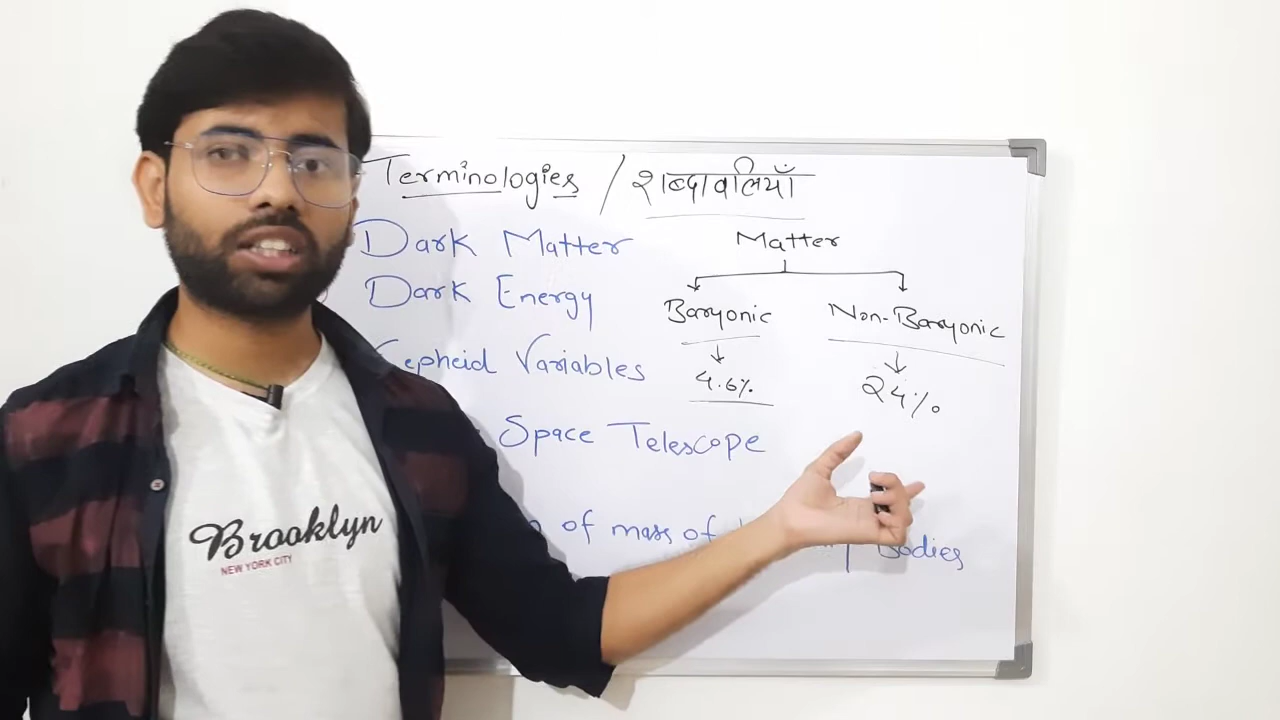 Terminologies / शब्दावलियाँ
Dark Matter
Dark Energy
Cepheid Variables
Space Telescope
of mass of
Bodies
Matter
Baryonic
Non-Baryonic
4.6%
24%
Brooklyn
NEW YORK CITY